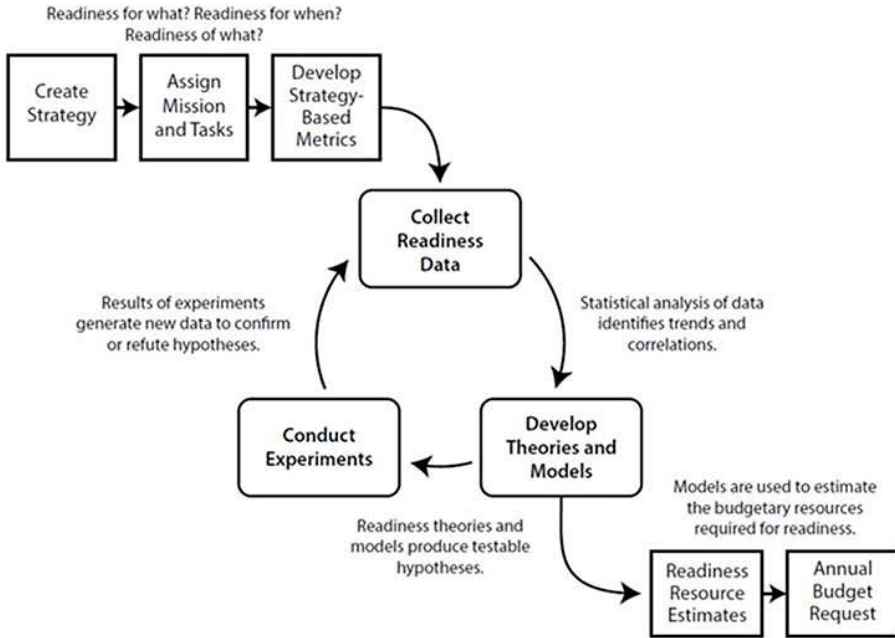 Readiness for what? Readiness for when?
Readiness of what?
Create
Strategy
Assign
Mission
and Tasks
Develop
Strategy-
Based
Metrics
Collect
Readiness
Data
Results of experiments
generate new data to confirm
or refute hypotheses.
Statistical analysis of data
identifies trends and
correlations.
Conduct
Experiments
Develop
Theories and
Models
Readiness theories and
models produce testable
hypotheses.
Models are used to estimate
the budgetary resources
required for readiness.
Readiness
Resource
Estimates
Annual
Budget
Request